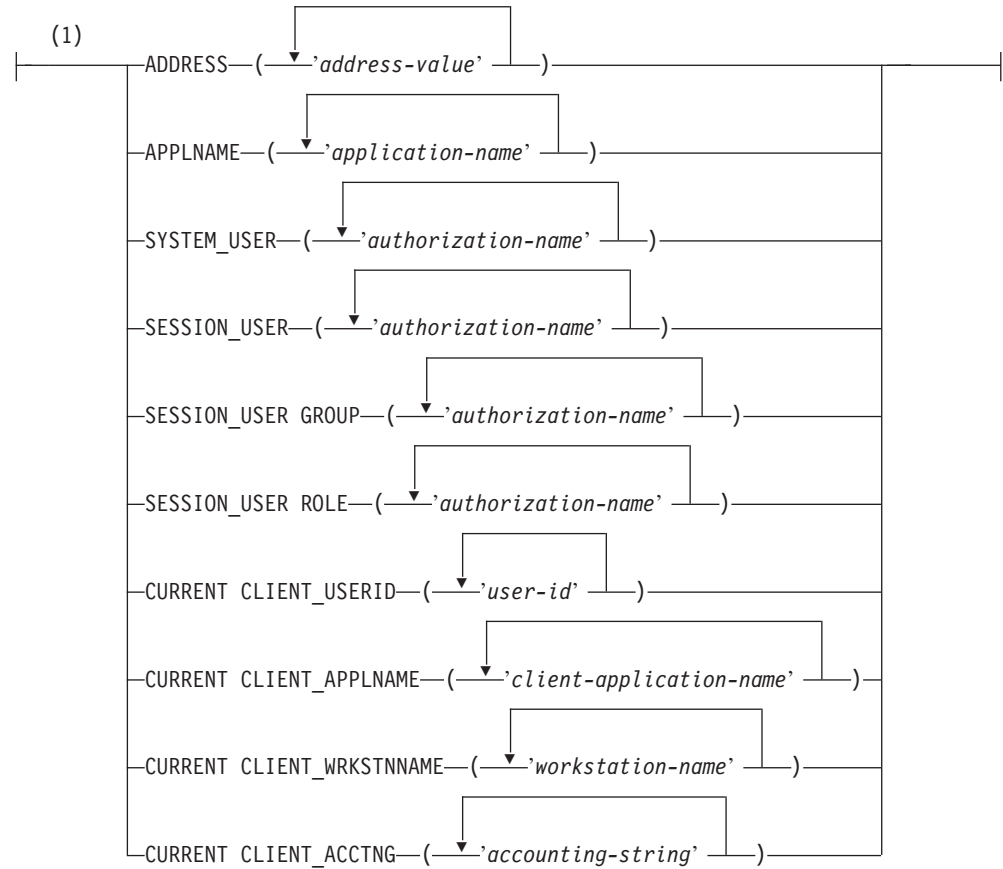 (1)
ADDRESS ( 'address-value' )
APPLNAME ( 'application-name' )
SYSTEM_USER ( 'authorization-name' )
SESSION_USER ( 'authorization-name' )
SESSION_USER GROUP ( 'authorization-name' )
SESSION_USER ROLE ( 'authorization-name' )
CURRENT CLIENT_USERID ( 'user-id' )
CURRENT CLIENT_APPLNAME ( 'client-application-name' )
CURRENT CLIENT_WRKSTNNAME ( 'workstation-name' )
CURRENT CLIENT_ACCTNG ( 'accounting-string' )